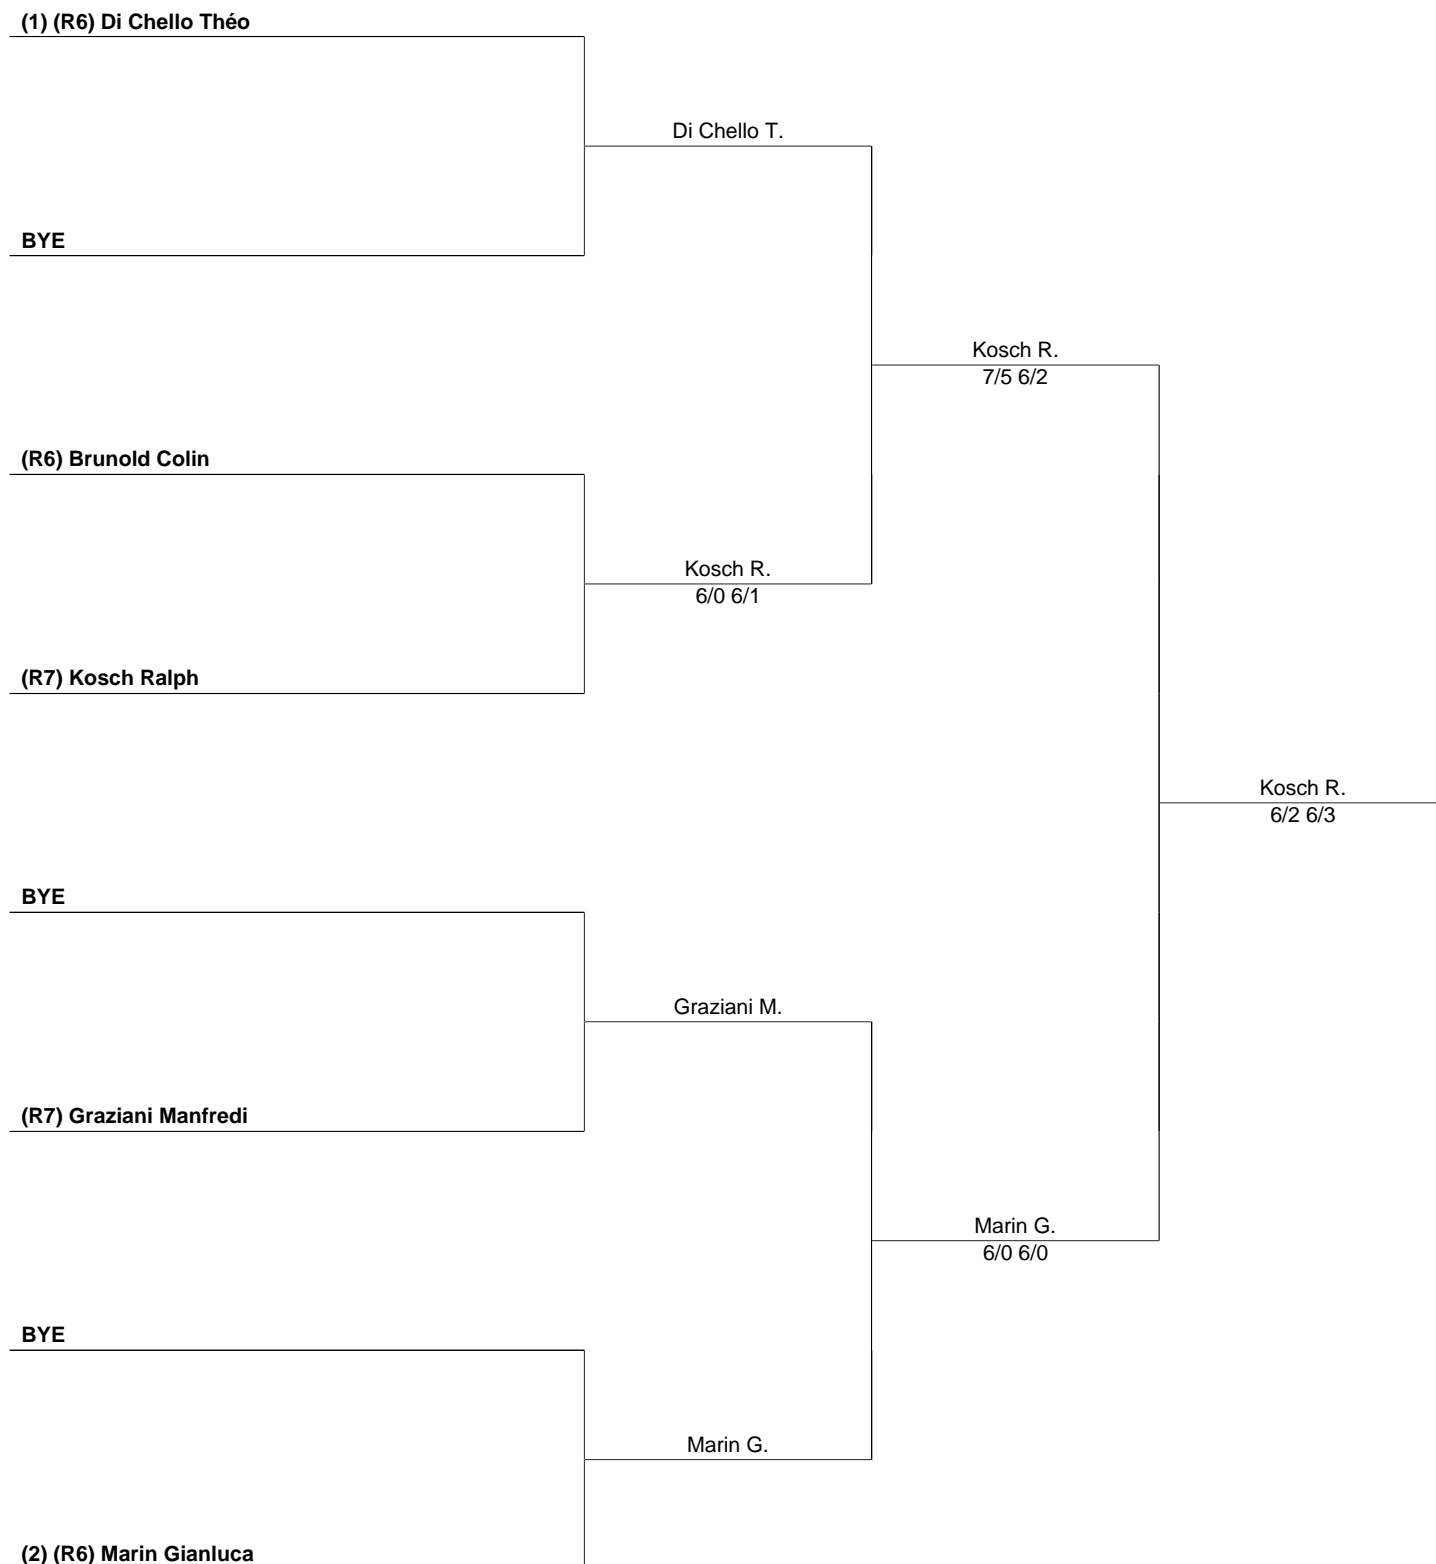 (1) (R6) Di Chello Théo
Di Chello T.
BYE
Kosch R.
7/5 6/2
(R6) Brunold Colin
Kosch R.
6/0 6/1
(R7) Kosch Ralph
Kosch R.
6/2 6/3
BYE
Graziani M.
(R7) Graziani Manfredi
Marin G.
6/0 6/0
BYE
Marin G.
(2) (R6) Marin Gianluca